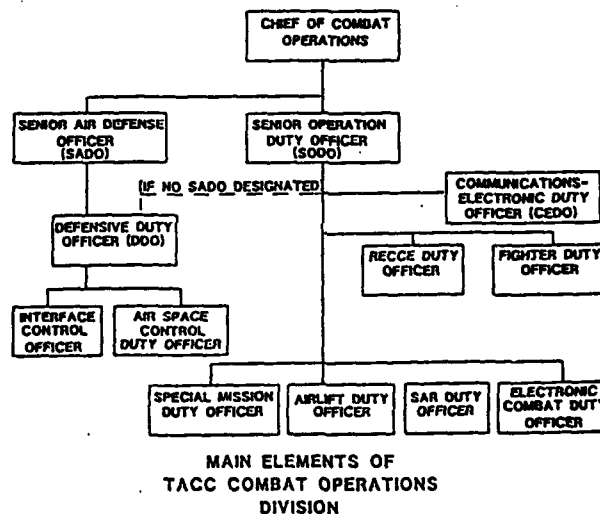 CHIEF OF COMBAT
OPERATIONS
SENIOR AIR DEFENSE
OFFICER
(SADO)
SENIOR OPERATION
DUTY OFFICER
(SODO)
(IF NO SADO DESIGNATED
COMMUNICATIONS-
ELECTRONIC DUTY
OFFICER (CEDO)
DEFENSIVE DUTY
OFFICER (DDO)
RECCE DUTY
OFFICER
FIGHTER DUTY
OFFICER
INTERFACE
CONTROL
OFFICER
AIR SPACE
CONTROL
DUTY OFFICER
SPECIAL MISSION
DUTY OFFICER
AIRLIFT DUTY
OFFICER
SAR DUTY
OFFICER
ELECTRONIC
COMBAT DUTY
OFFICER
MAIN ELEMENTS OF
TACC COMBAT OPERATIONS
DIVISION